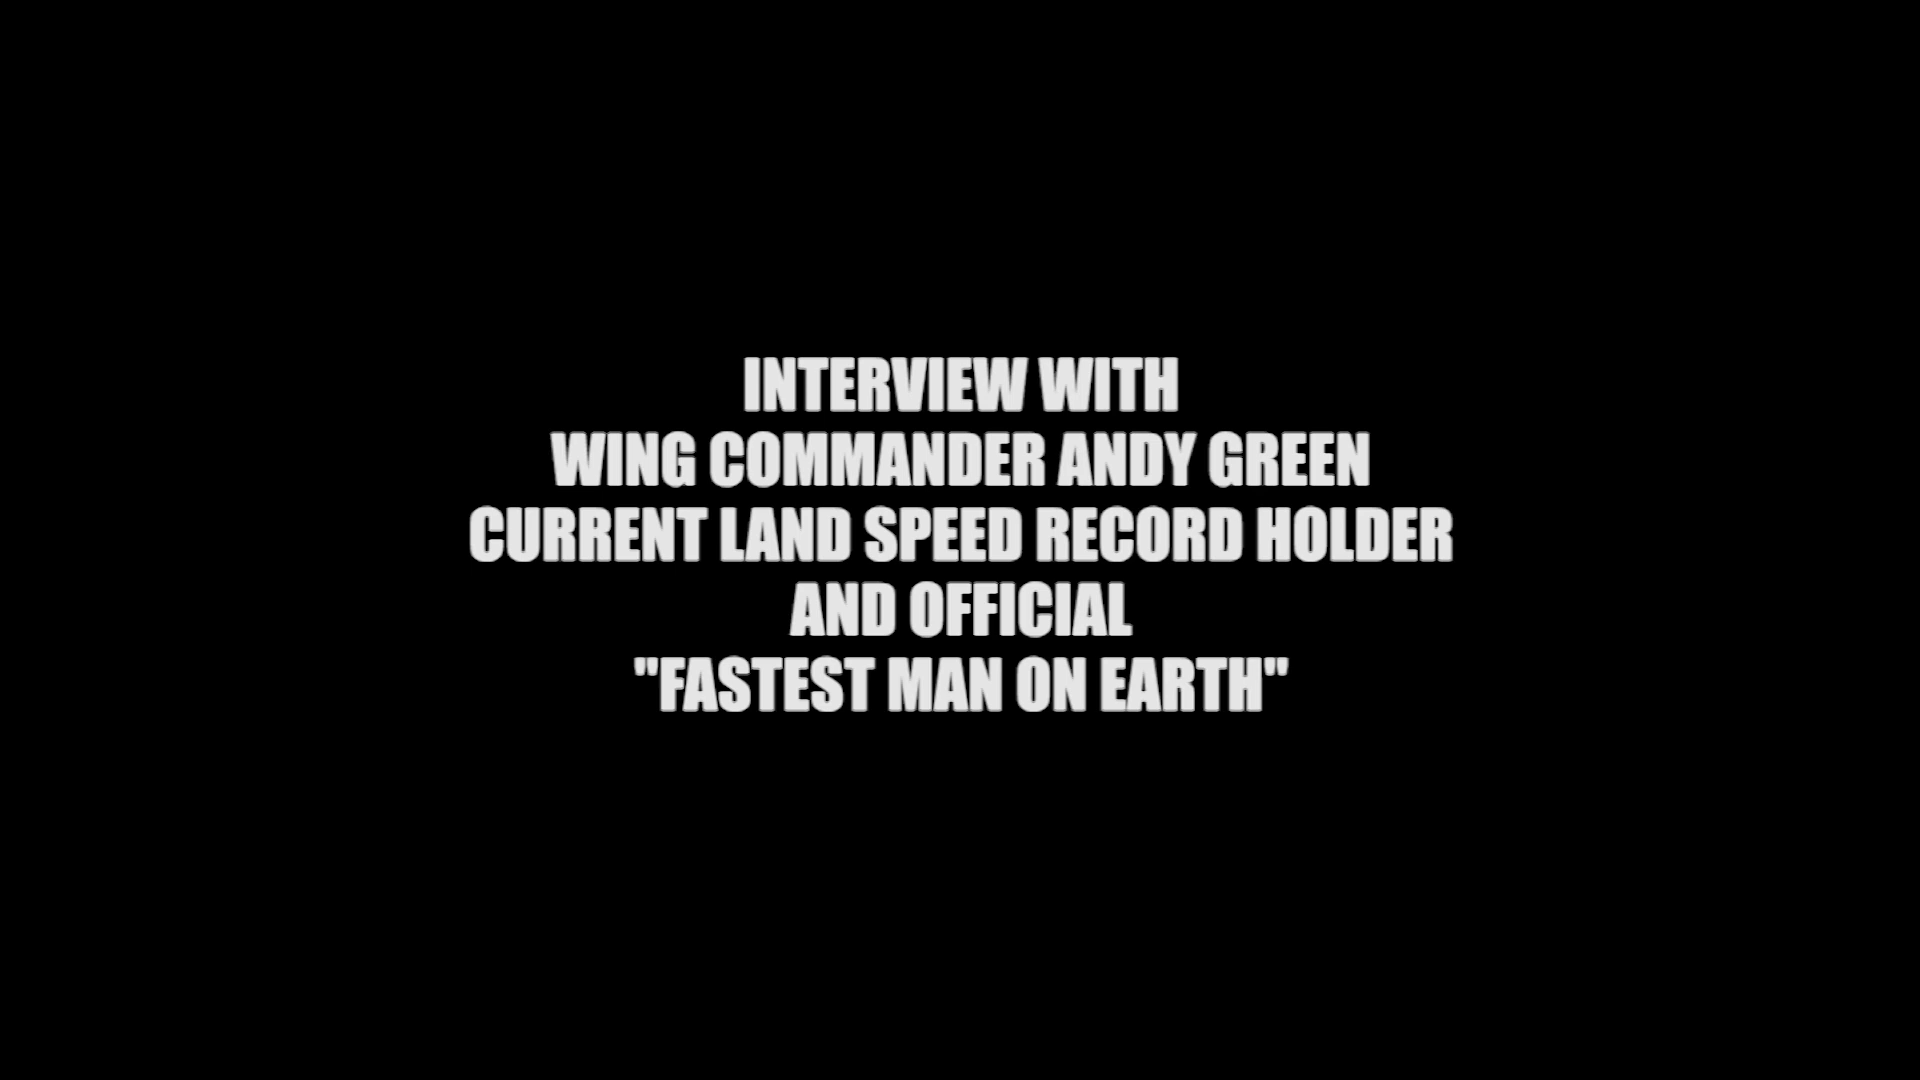 INTERVIEW WITH
WING COMMANDER ANDY GREEN
CURRENT LAND SPEED RECORD HOLDER
AND OFFICIAL
"FASTEST MAN ON EARTH"